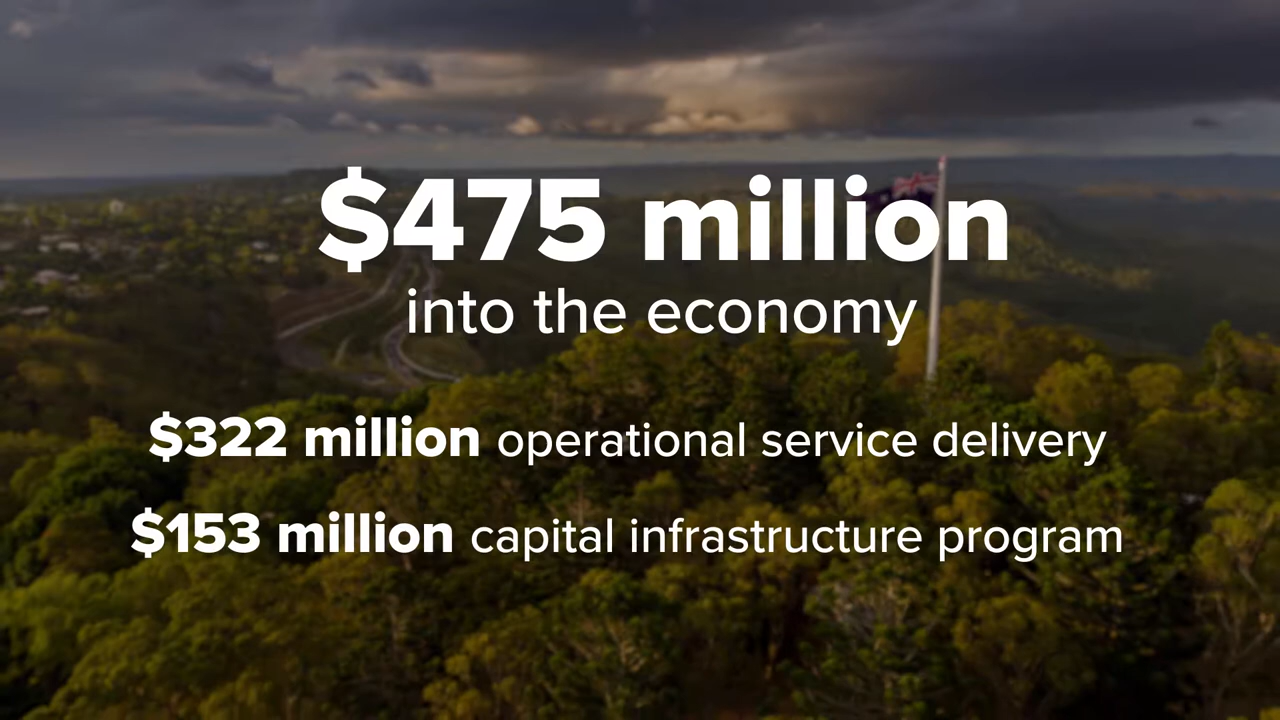 $475 million
into the economy
$322 million operational service delivery
$153 million capital infrastructure program